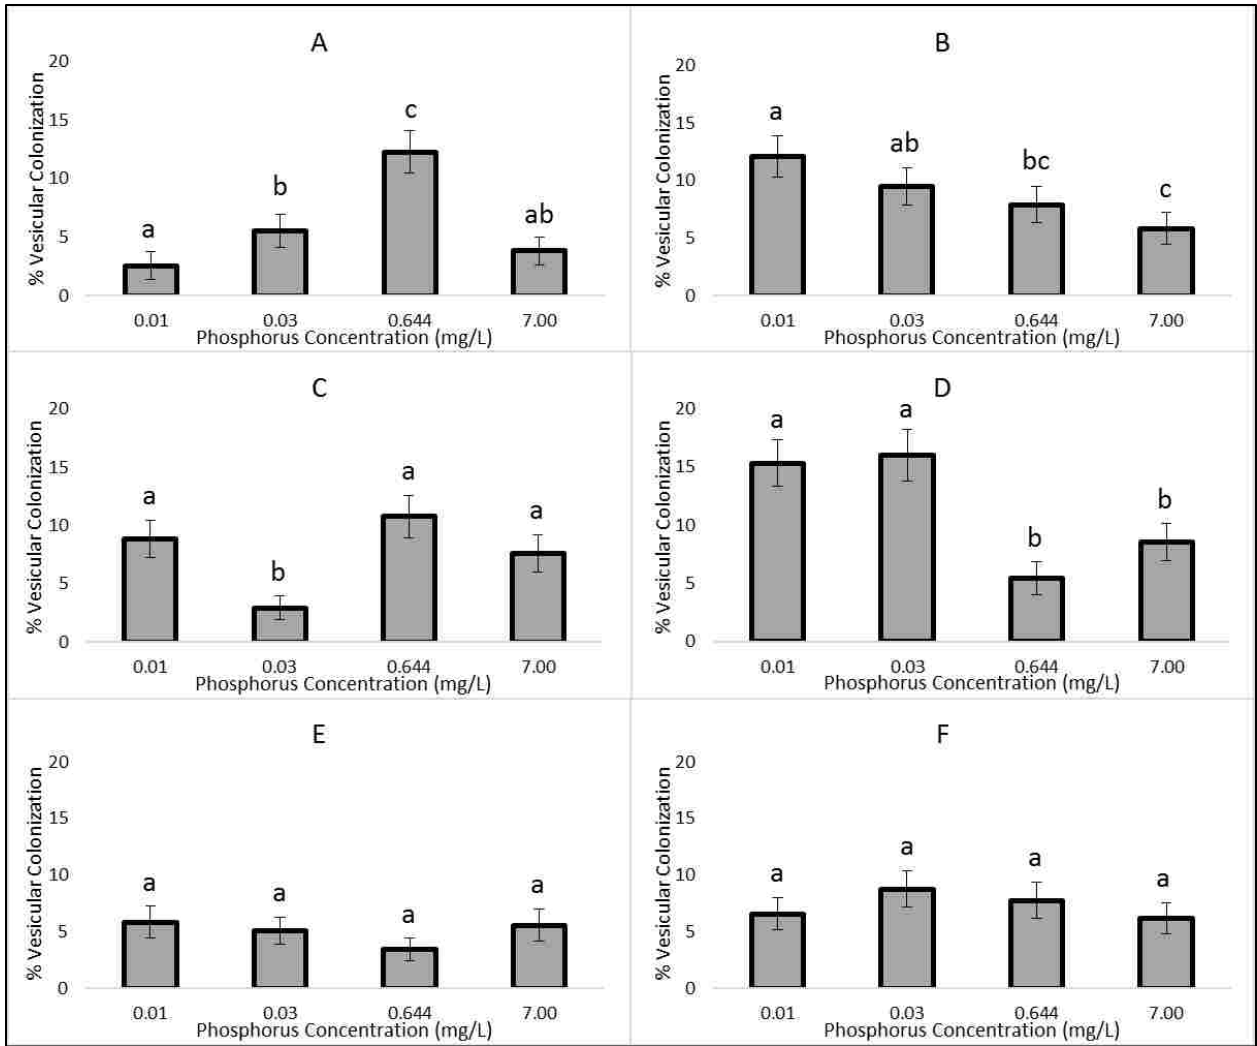 A
% Vesicular Colonization
20
15
10
5
0
a
b
c
ab
0.01 0.03 0.644 7.00
Phosphorus Concentration (mg/L)
B
% Vesicular Colonization
20
15
10
5
0
a
ab
bc
c
0.01 0.03 0.644 7.00
Phosphorus Concentration (mg/L)
C
% Vesicular Colonization
20
15
10
5
0
a
b
a
a
0.01 0.03 0.644 7.00
Phosphorus Concentration (mg/L)
D
% Vesicular Colonization
20
15
10
5
0
a
a
b
b
0.01 0.03 0.644 7.00
Phosphorus Concentration (mg/L)
E
% Vesicular Colonization
20
15
10
5
0
a
a
a
a
0.01 0.03 0.644 7.00
Phosphorus Concentration (mg/L)
F
% Vesicular Colonization
20
15
10
5
0
a
a
a
a
0.01 0.03 0.644 7.00
Phosphorus Concentration (mg/L)